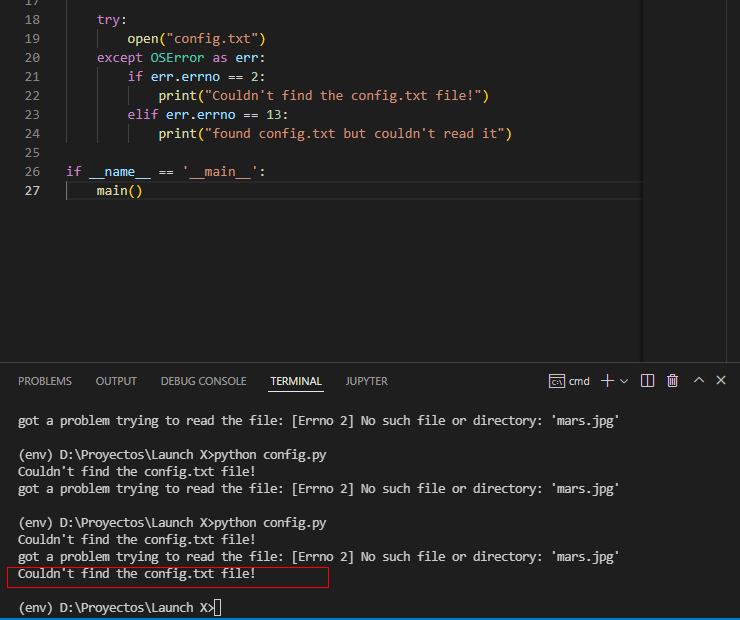 17
18 try:
19 open("config.txt")
20 except OSError as err:
21 if err.errno == 2:
22 print("Couldn't find the config.txt file!")
23 elif err.errno == 13:
24 print("found config.txt but couldn't read it")
25
26 if __name__ == '__main__':
27 main()
PROBLEMS OUTPUT DEBUG CONSOLE TERMINAL JUPYTER cmd
got a problem trying to read the file: [Errno 2] No such file or directory: 'mars.jpg'
(env) D:\Proyectos\Launch X>python config.py
Couldn't find the config.txt file!
got a problem trying to read the file: [Errno 2] No such file or directory: 'mars.jpg'
(env) D:\Proyectos\Launch X>python config.py
Couldn't find the config.txt file!
got a problem trying to read the file: [Errno 2] No such file or directory: 'mars.jpg'
Couldn't find the config.txt file!
(env) D:\Proyectos\Launch X>